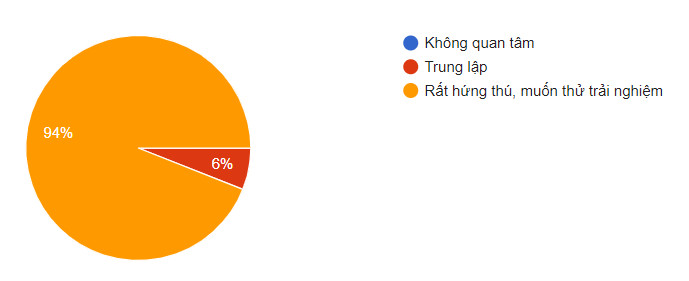 Không quan tâm
Trung lập
Rất hứng thú, muốn thử trải nghiệm
94%
6%